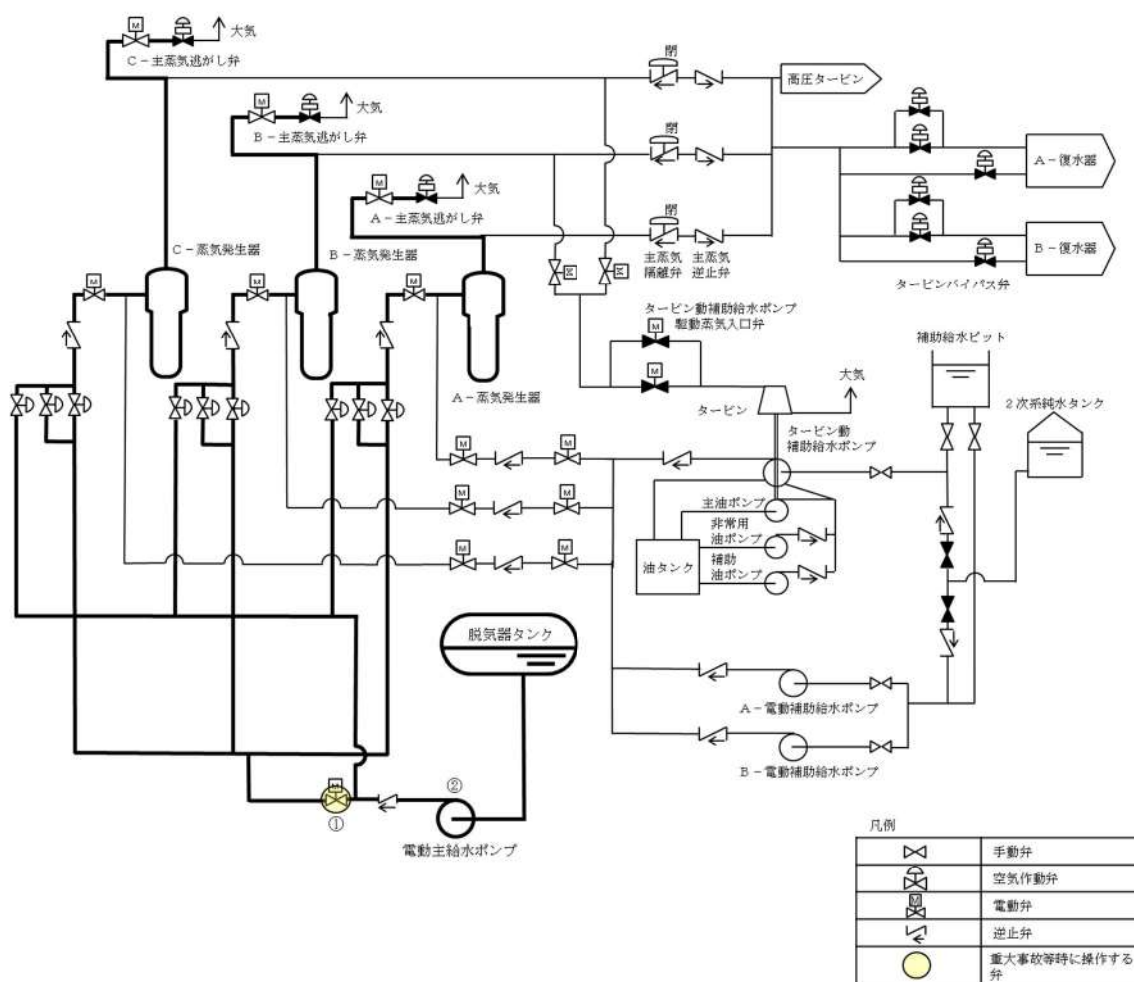 M
大気
C－主蒸気逃がし弁
M
大気
B－主蒸気逃がし弁
M
大気
A－主蒸気逃がし弁
閉
高圧タービン
閉
A－復水器
閉
主蒸気
隔離弁
主蒸気
逆止弁
B－復水器
タービンバイパス弁
C－蒸気発生器
B－蒸気発生器
A－蒸気発生器
M
M
M
M
M
タービン動補助給水ポンプ
駆動蒸気入口弁
M
M
補助給水ピット
2次系純水タンク
大気
タービン
タービン動
補助給水ポンプ
M
M
M
M
M
M
主油ポンプ
非常用
油ポンプ
補助
油ポンプ
油タンク
脱気器タンク
A－電動補助給水ポンプ
B－電動補助給水ポンプ
M
①
②
電動主給水ポンプ
凡例
手動弁
空気作動弁
M
電動弁
逆止弁
重大事故等時に操作する
弁